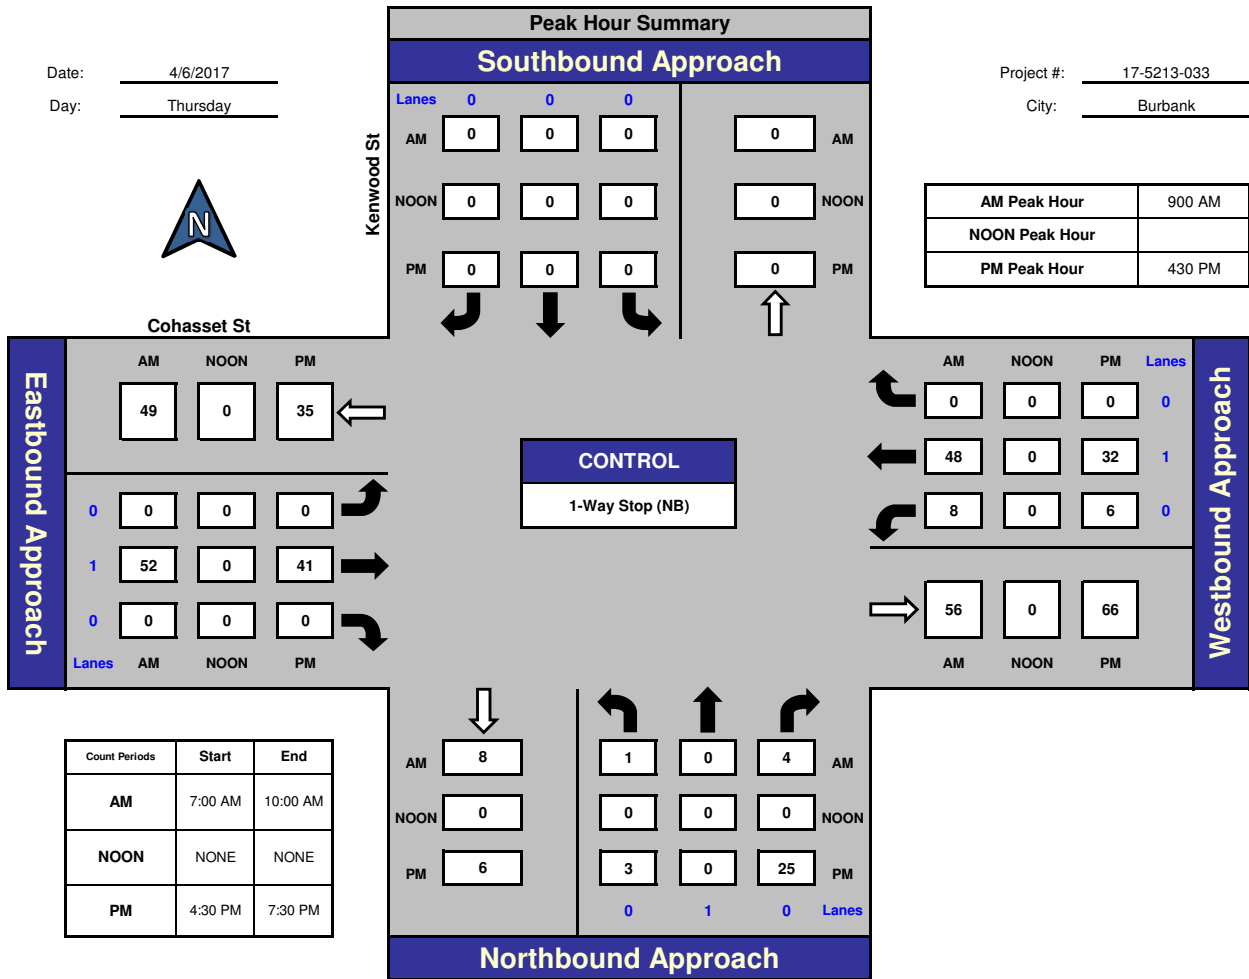 Peak Hour Summary
Southbound Approach
Date: 4/6/2017
Day: Thursday
Project #: 17-5213-033
City: Burbank
N
Kenwood St
Lanes 0 0 0
AM 0 0 0 0 AM
NOON 0 0 0 0 NOON
PM 0 0 0 0 PM
AM Peak Hour 900 AM
NOON Peak Hour
PM Peak Hour 430 PM
Cohasset St
Eastbound Approach
AM NOON PM
49 0 35
0 0 0 0
1 52 0 41
0 0 0 0
Lanes AM NOON PM
CONTROL
1-Way Stop (NB)
AM NOON PM Lanes
0 0 0 0
48 0 32 1
8 0 6 0
56 0 66
AM NOON PM
Westbound Approach
Count Periods Start End
AM 7:00 AM 10:00 AM
NOON NONE NONE
PM 4:30 PM 7:30 PM
AM 8 1 0 4 AM
NOON 0 0 0 0 NOON
PM 6 3 0 25 PM
0 1 0 Lanes
Northbound Approach